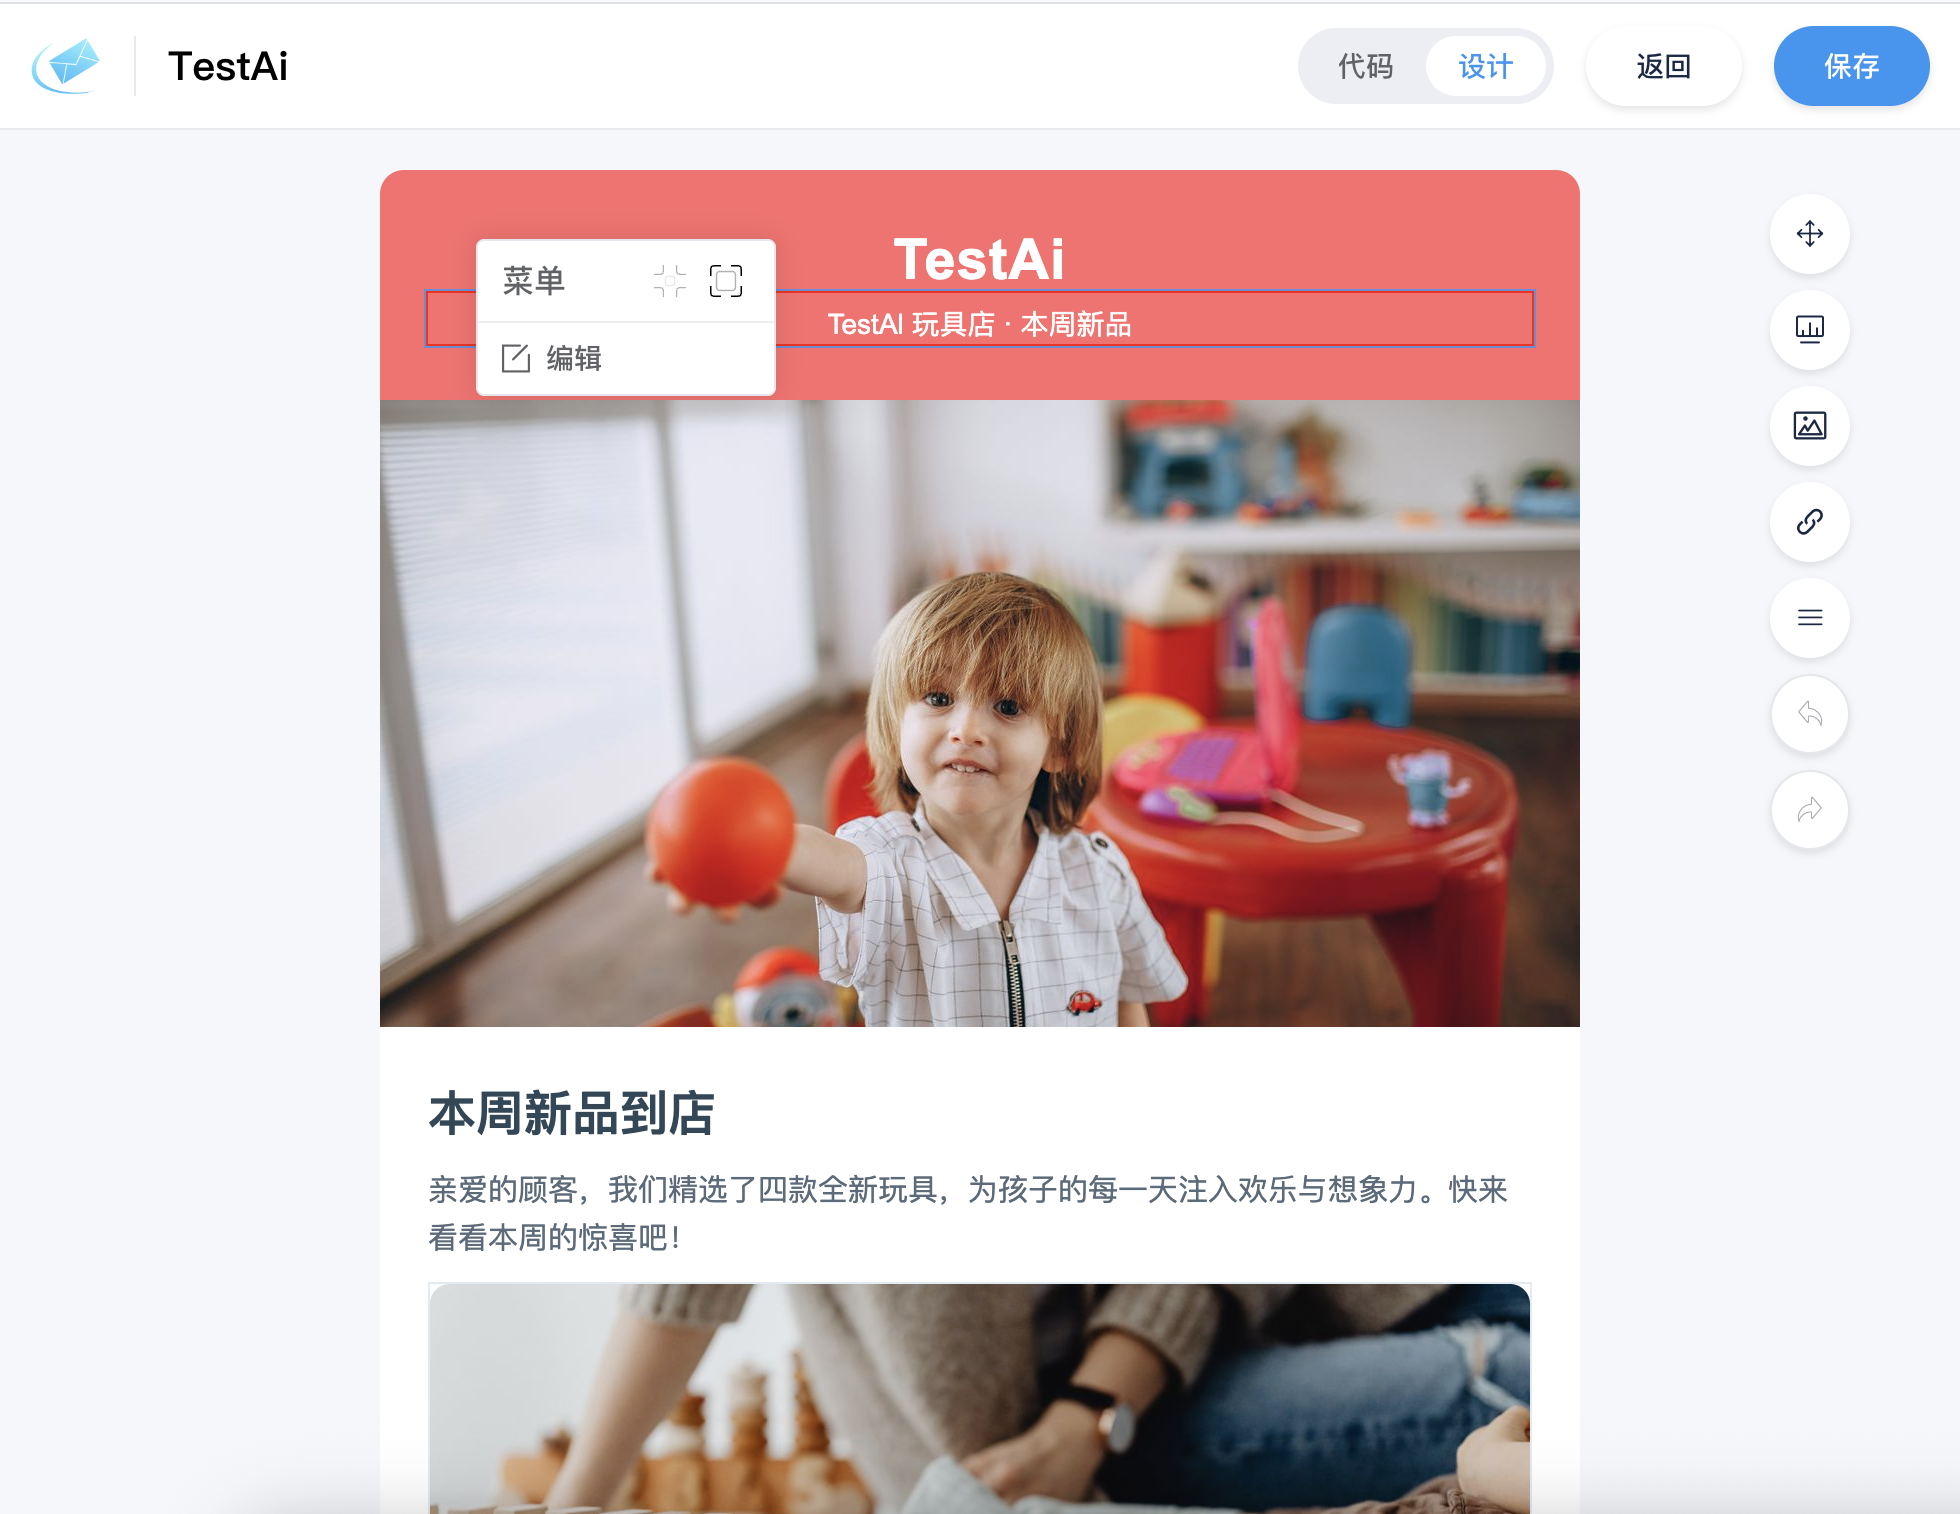 TestAi
代码
设计
返回
保存
TestAi
菜单
TestAI 玩具店 · 本周新品
编辑
本周新品到店
亲爱的顾客，我们精选了四款全新玩具，为孩子的每一天注入欢乐与想象力。快来
看看本周的惊喜吧！